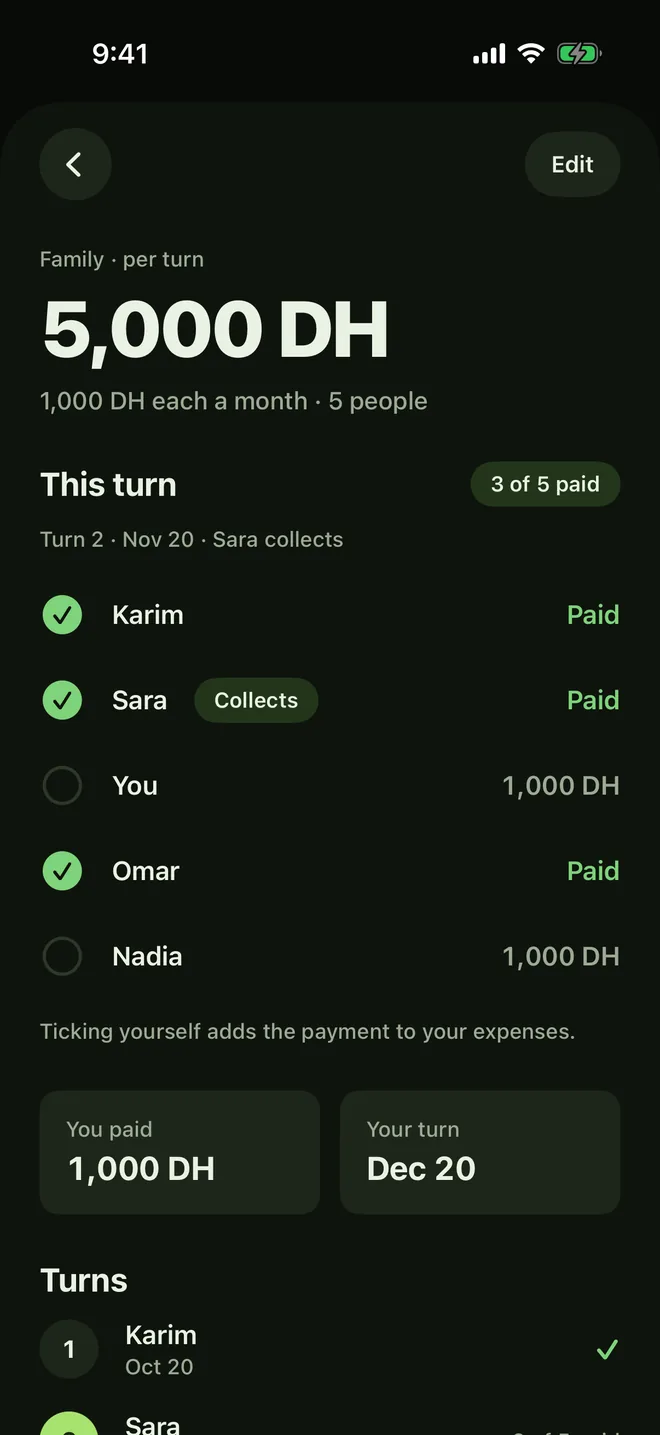 9:41
Edit
Family · per turn
5,000 DH
1,000 DH each a month · 5 people
This turn
3 of 5 paid
Turn 2 · Nov 20 · Sara collects
Karim
Paid
Sara
Collects
Paid
You
1,000 DH
Omar
Paid
Nadia
1,000 DH
Ticking yourself adds the payment to your expenses.
You paid
1,000 DH
Your turn
Dec 20
Turns
1
Karim
Oct 20
Sara